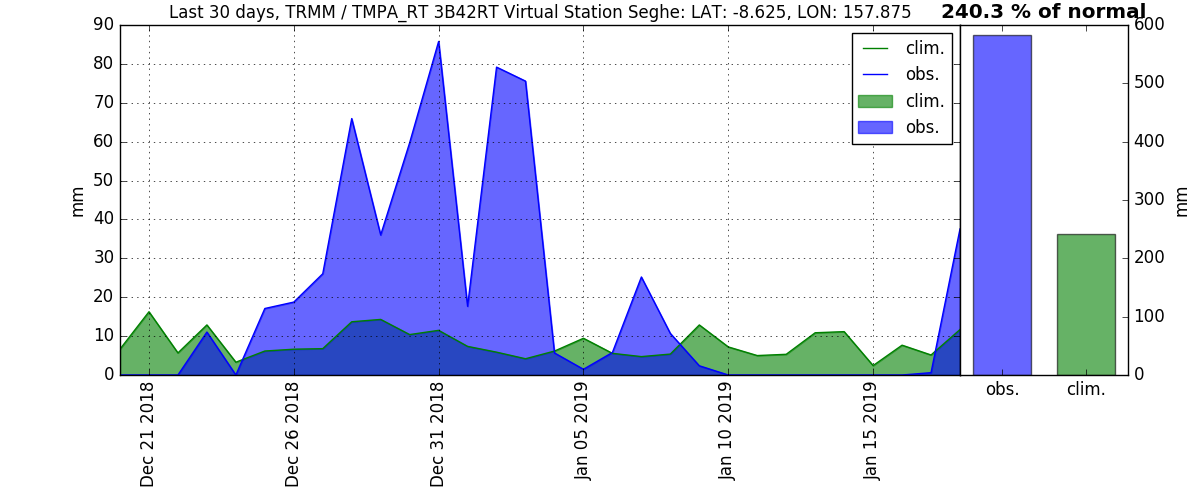 Last 30 days, TRMM / TMPA_RT 3B42RT Virtual Station Seghe: LAT: -8.625, LON: 157.875
240.3 % of normal
90
80
70
60
50
40
30
20
10
0
mm
clim.
obs.
clim.
obs.
600
500
400
300
200
100
0
mm
Dec 21 2018
Dec 26 2018
Dec 31 2018
Jan 05 2019
Jan 10 2019
Jan 15 2019
obs.
clim.